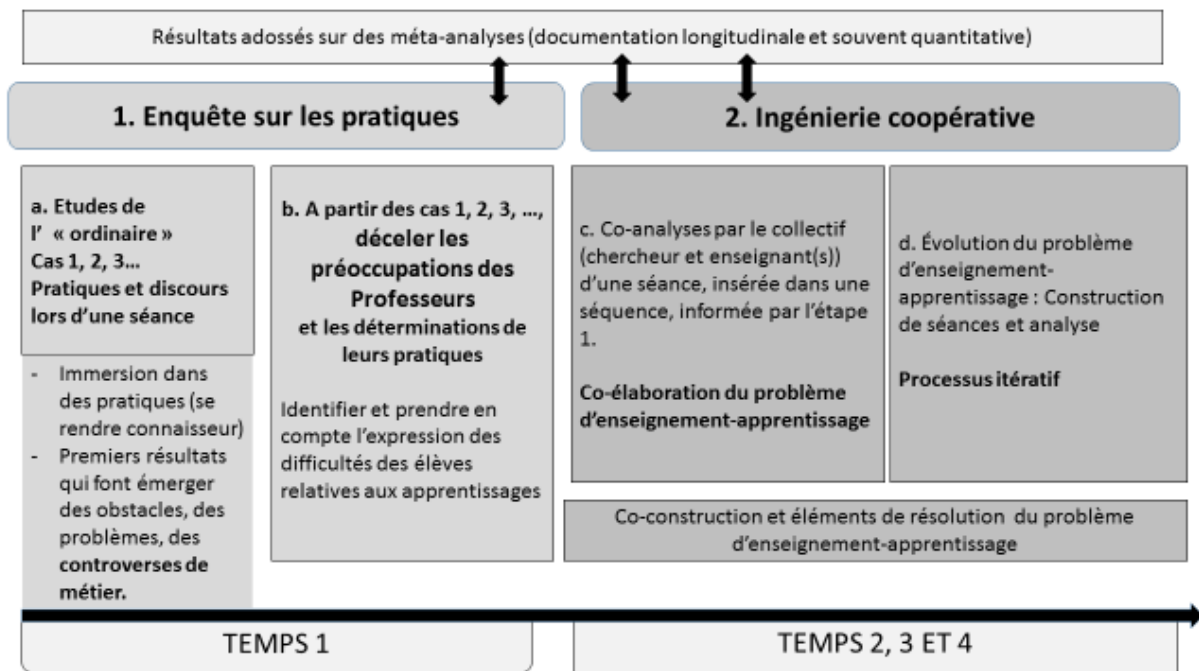 Résultats adossés sur des méta-analyses (documentation longitudinale et souvent quantitative)
1. Enquête sur les pratiques
2. Ingénierie coopérative
a. Etudes de
l’ « ordinaire »
Cas 1, 2, 3…
Pratiques et discours
lors d’une séance
- Immersion dans
des pratiques (se
rendre connaisseur)
- Premiers résultats
qui font émerger
des obstacles, des
problèmes, des
controverses de
métier.
b. A partir des cas 1, 2, 3, …,
déceler les
préoccupations des
Professeurs
et les déterminations de
leurs pratiques
Identifier et prendre en
compte l’expression des
difficultés des élèves
relatives aux apprentissages
c. Co-analyses par le collectif
(chercheur et enseignant(s))
d’une séance, insérée dans une
séquence, informée par l’étape
1.
Co-élaboration du problème
d’enseignement-apprentissage
d. Évolution du problème
d’enseignement-
apprentissage : Construction
de séances et analyse
Processus itératif
Co-construction et éléments de résolution du problème
d’enseignement-apprentissage
TEMPS 1
TEMPS 2, 3 ET 4